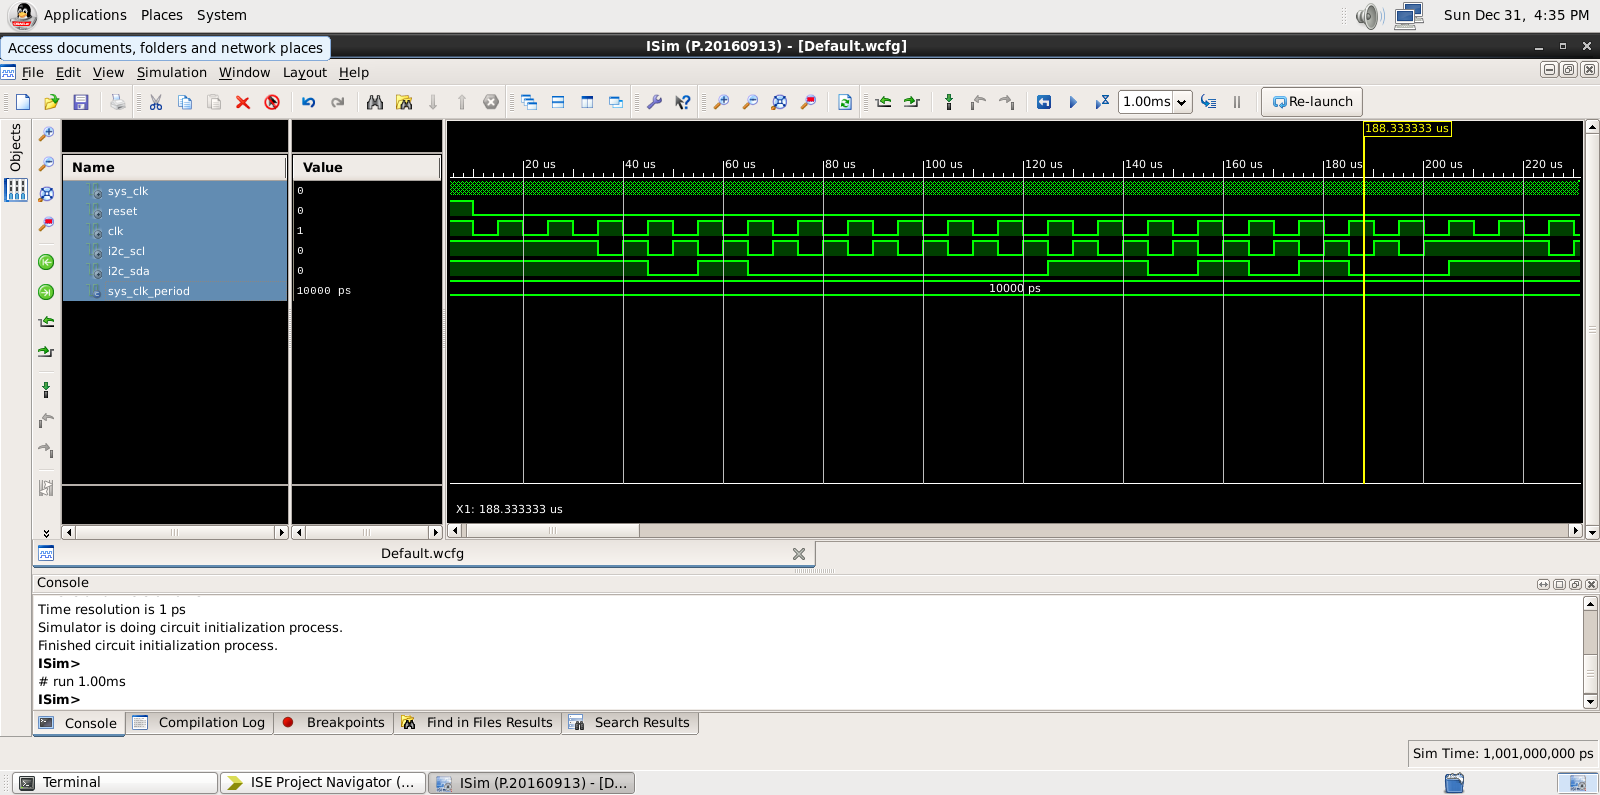 Applications Places System
Sun Dec 31, 4:35 PM
Access documents, folders and network places
ISim (P.20160913) - [Default.wcfg]
File Edit View Simulation Window Layout Help
1.00ms
Re-launch
Objects
Name
Value
188.333333 us
20 us 40 us 60 us 80 us 100 us 120 us 140 us 160 us 180 us 200 us 220 us
sys_clk 0
reset 0
clk 1
i2c_scl 0
i2c_sda 0
sys_clk_period 10000 ps
10000 ps
X1: 188.333333 us
Default.wcfg
Console
Time resolution is 1 ps
Simulator is doing circuit initialization process.
Finished circuit initialization process.
ISim>
# run 1.00ms
ISim>
Console Compilation Log Breakpoints Find in Files Results Search Results
Sim Time: 1,001,000,000 ps
Terminal
ISE Project Navigator (...
ISim (P.20160913) - [D...